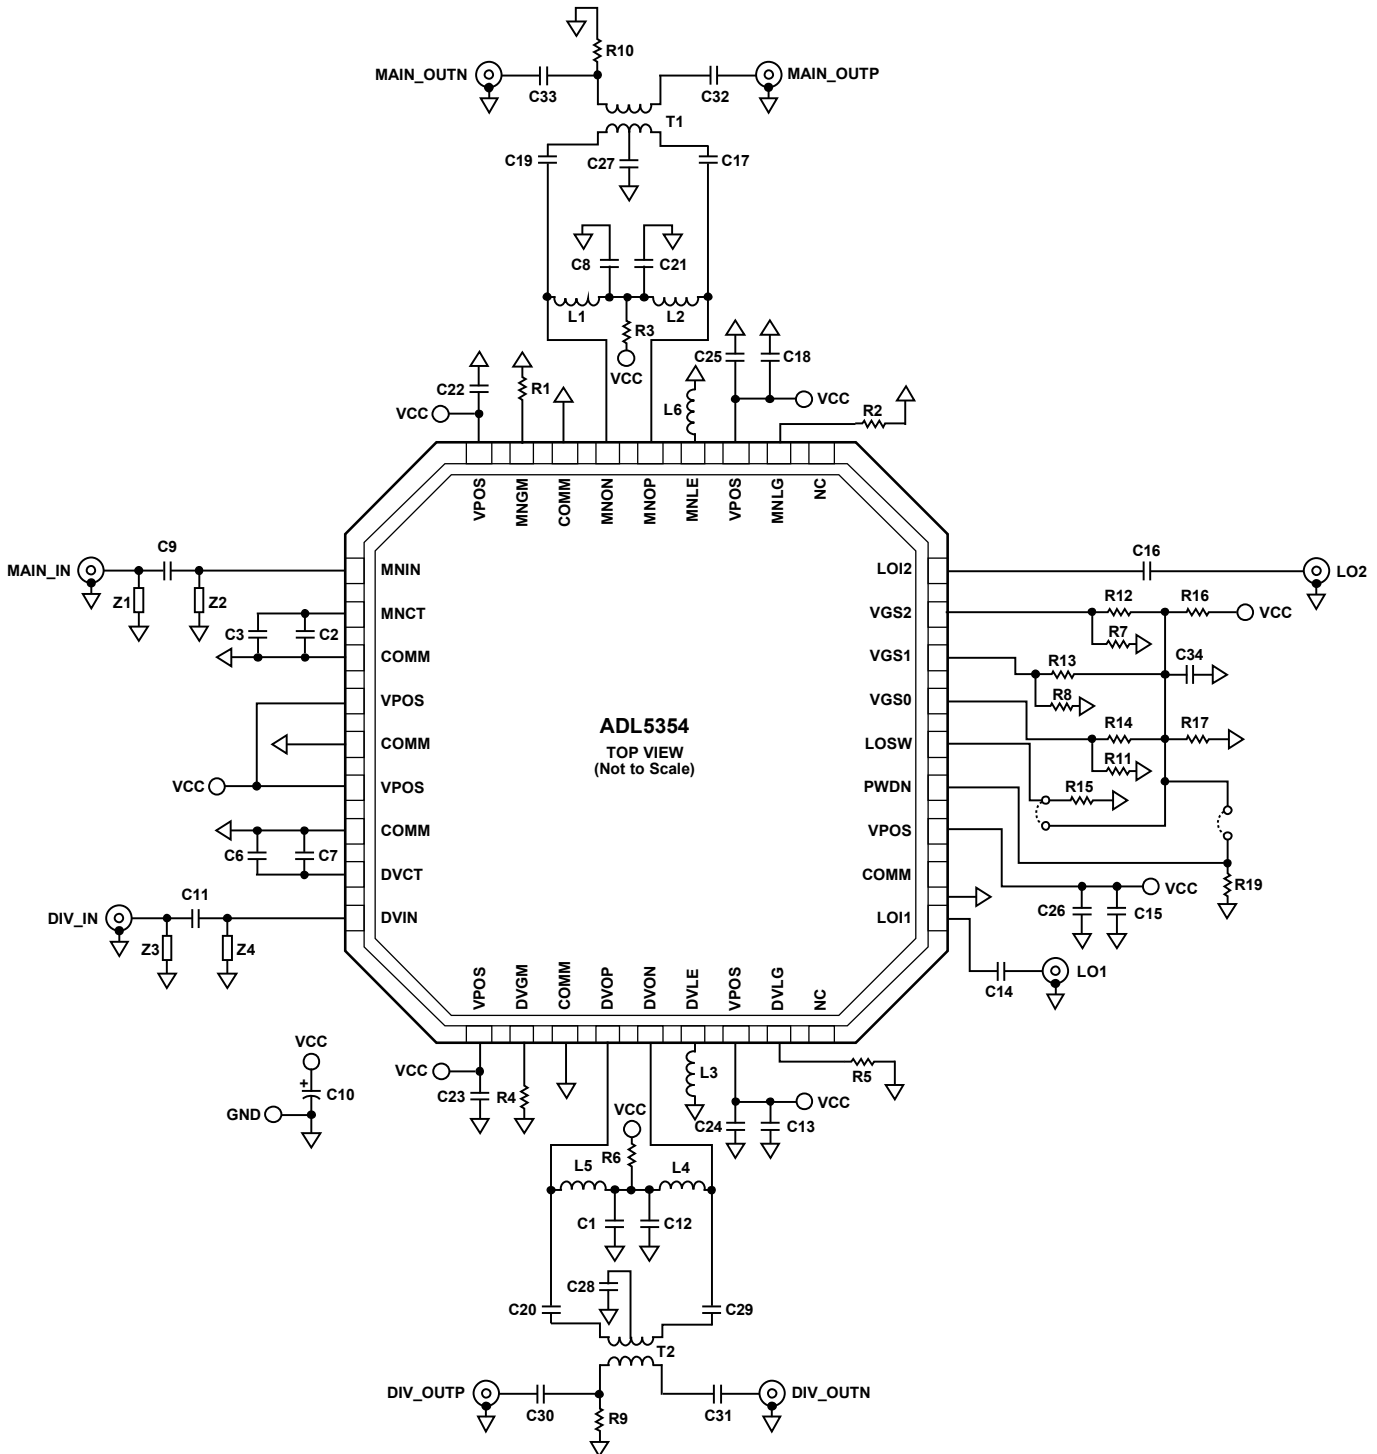 R10
MAIN_OUTN
MAIN_OUTP
C33
C32
T1
C19
C27
C17
C8
C21
L1
L2
R3
VCC
C25
C18
C22
R1
VCC
L6
VCC
R2
VPOS
MNGM
COMM
MNON
MNOP
MNLE
VPOS
MNLG
NC
C9
MAIN_IN
Z1
Z2
MNIN
LOI2
C16
LO2
C3
C2
MNCT
VGS2
R12
R16
VCC
R7
COMM
VGS1
R13
C34
R8
VPOS
VGS0
ADL5354
TOP VIEW
(Not to Scale)
R14
R17
COMM
LOSW
R11
VCC
VPOS
PWDN
R15
COMM
VPOS
C6
C7
DVCT
COMM
R19
VCC
C26
C15
C11
DIV_IN
Z3
Z4
DVIN
LOI1
C14
LO1
VPOS
DVGM
COMM
DVOP
DVON
DVLE
VPOS
DVLG
NC
VCC
+
C10
GND
VCC
C23
R4
L3
R5
VCC
C24
C13
VCC
R6
L5
L4
C1
C12
C28
C20
C29
T2
DIV_OUTP
DIV_OUTN
C30
C31
R9